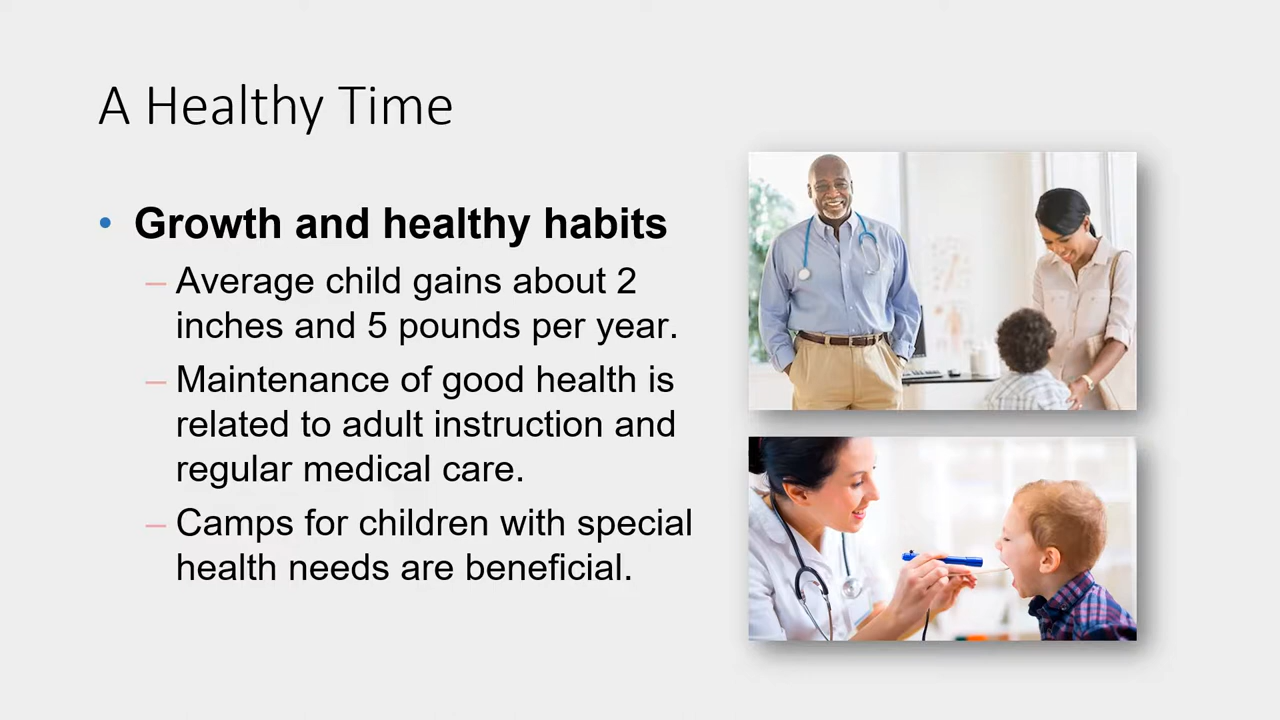 A Healthy Time
• Growth and healthy habits
– Average child gains about 2
inches and 5 pounds per year.
– Maintenance of good health is
related to adult instruction and
regular medical care.
– Camps for children with special
health needs are beneficial.